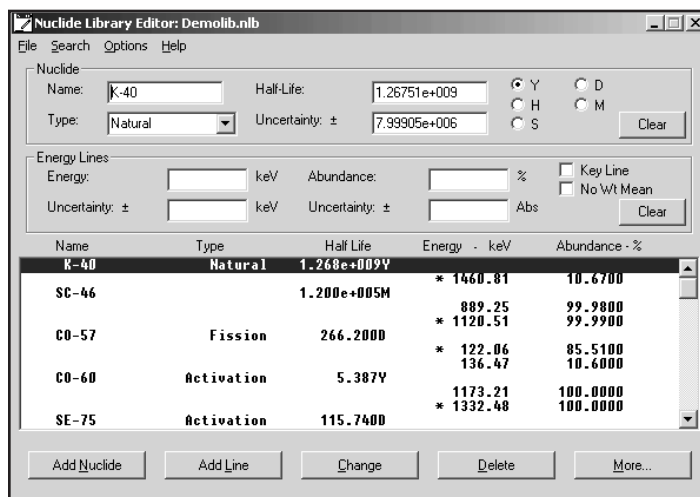 Nuclide Library Editor: Demolib.nlb
File Search Options Help
Nuclide
Name: K-40 Half-Life: 1.26751e+009 Y D
H M
Type: Natural Uncertainty: ± 7.99905e+006 S Clear
Energy Lines
Energy: keV Abundance: % Key Line
No Wt Mean
Uncertainty: ± keV Uncertainty: ± Abs Clear
Name Type Half Life Energy - keV Abundance - %
K-40 Natural 1.268e+009Y
* 1460.81 10.6700
SC-46 1.200e+005M
889.25 99.9800
* 1120.51 99.9900
CO-57 Fission 266.200D
* 122.06 85.5100
136.47 10.6000
CO-60 Activation 5.387Y
1173.21 100.0000
* 1332.48 100.0000
SE-75 Activation 115.740D
Add Nuclide Add Line Change Delete More...